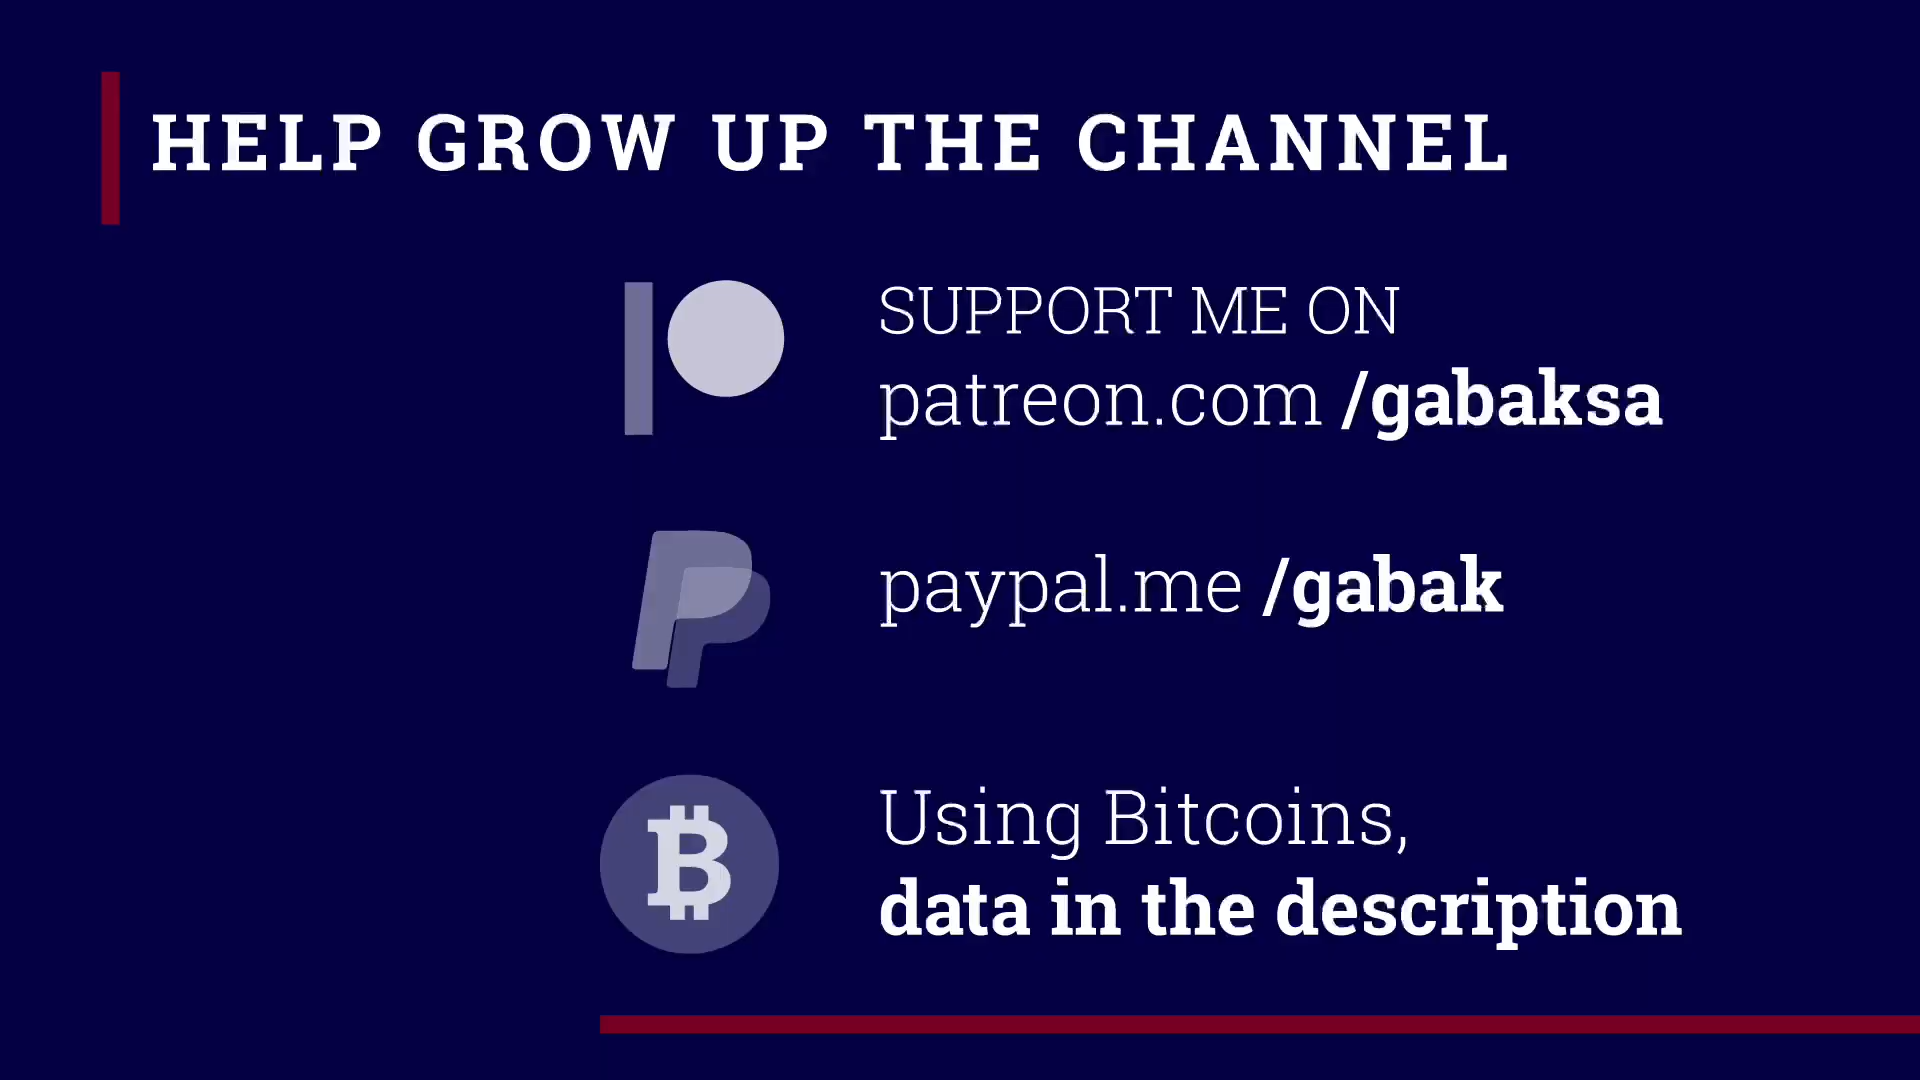 HELP GROW UP THE CHANNEL
SUPPORT ME ON
patreon.com /gabaksa
paypal.me /gabak
Using Bitcoins,
data in the description